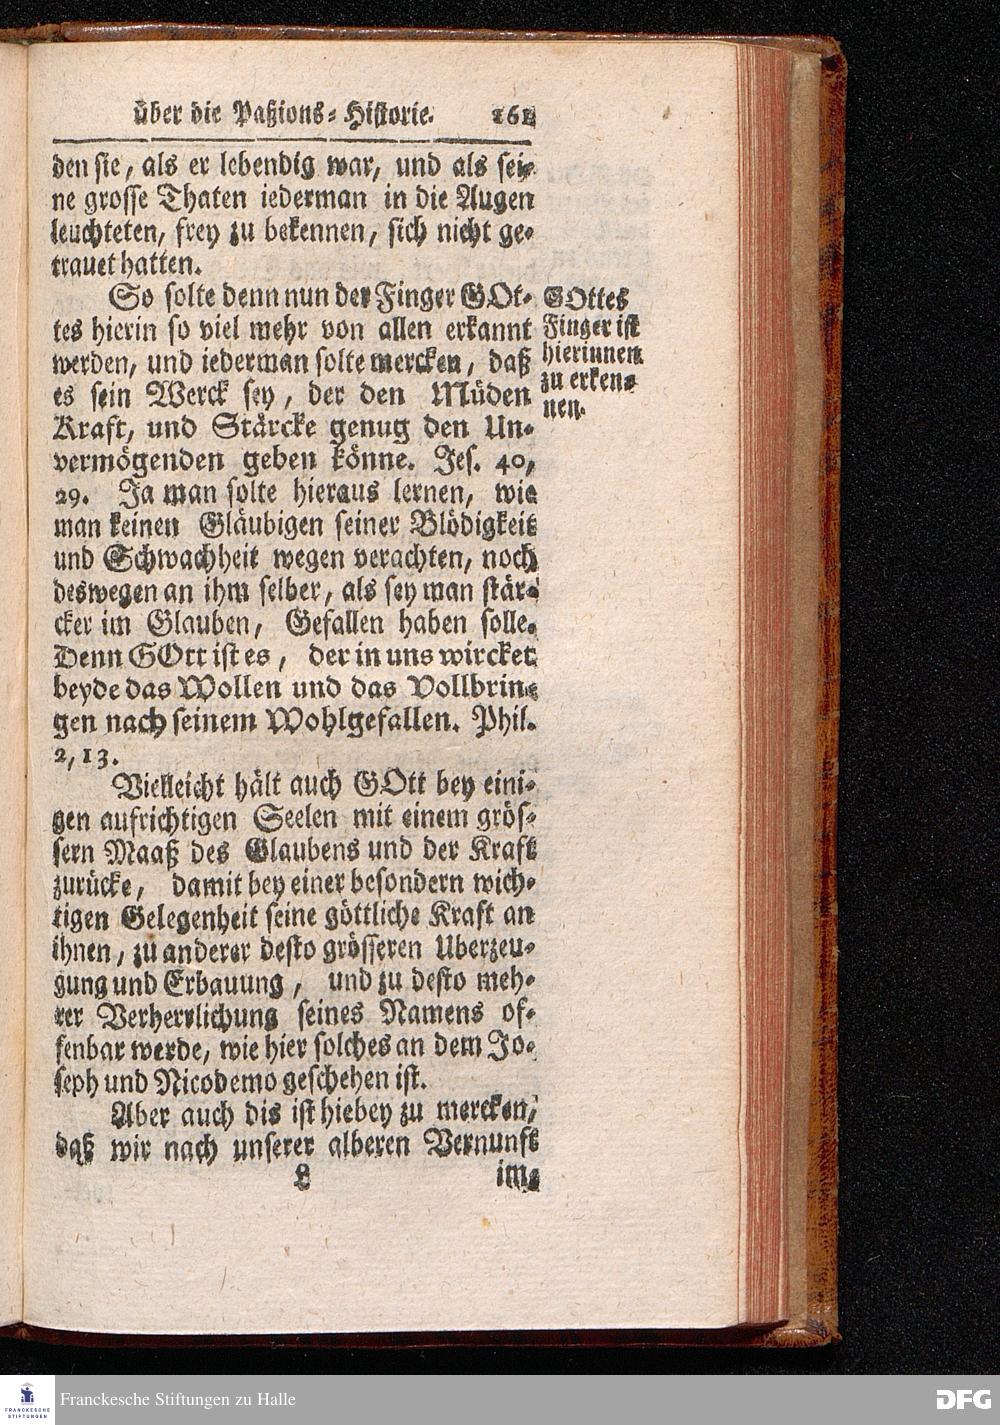 über die Paßions-Historie. 161
den sie, als er lebendig war, und als sei-
ne grosse Thaten iederman in die Augen
leuchteten, frey zu bekennen, sich nicht ge-
trauet hatten.
So solte denn nun der Finger GOt-
tes hierin so viel mehr von allen erkannt
werden, und iederman solte mercken, daß
es sein Werck sey, der den Müden
Kraft, und Stärcke genug den Un-
vermögenden geben könne. Jes. 40,
29. Ja man solte hieraus lernen, wie
man keinen Gläubigen seiner Blödigkeit
und Schwachheit wegen verachten, noch
deswegen an ihm selber, als sey man stär-
cker im Glauben, Gefallen haben solle.
Denn GOtt ist es, der in uns wircket
beyde das Wollen und das Vollbrin-
gen nach seinem Wohlgefallen. Phil.
2, 13.
GOttes
Finger ist
hierinnen
zu erken-
nen.
Vielleicht hält auch GOtt bey eini-
gen aufrichtigen Seelen mit einem grös-
sern Maaß des Glaubens und der Kraft
zurücke, damit bey einer besondern wich-
tigen Gelegenheit seine göttliche Kraft an
ihnen, zu anderer desto grösseren Uberzeu-
gung und Erbauung, und zu desto meh-
rer Verherrlichung seines Namens of-
fenbar werde, wie hier solches an dem Jo-
seph und Nicodemo geschehen ist.
Aber auch dis ist hiebey zu mercken,
daß wir nach unserer alberen Vernunft
L im-
FRANCKESCHE
STIFTUNGEN
Franckesche Stiftungen zu Halle
DFG